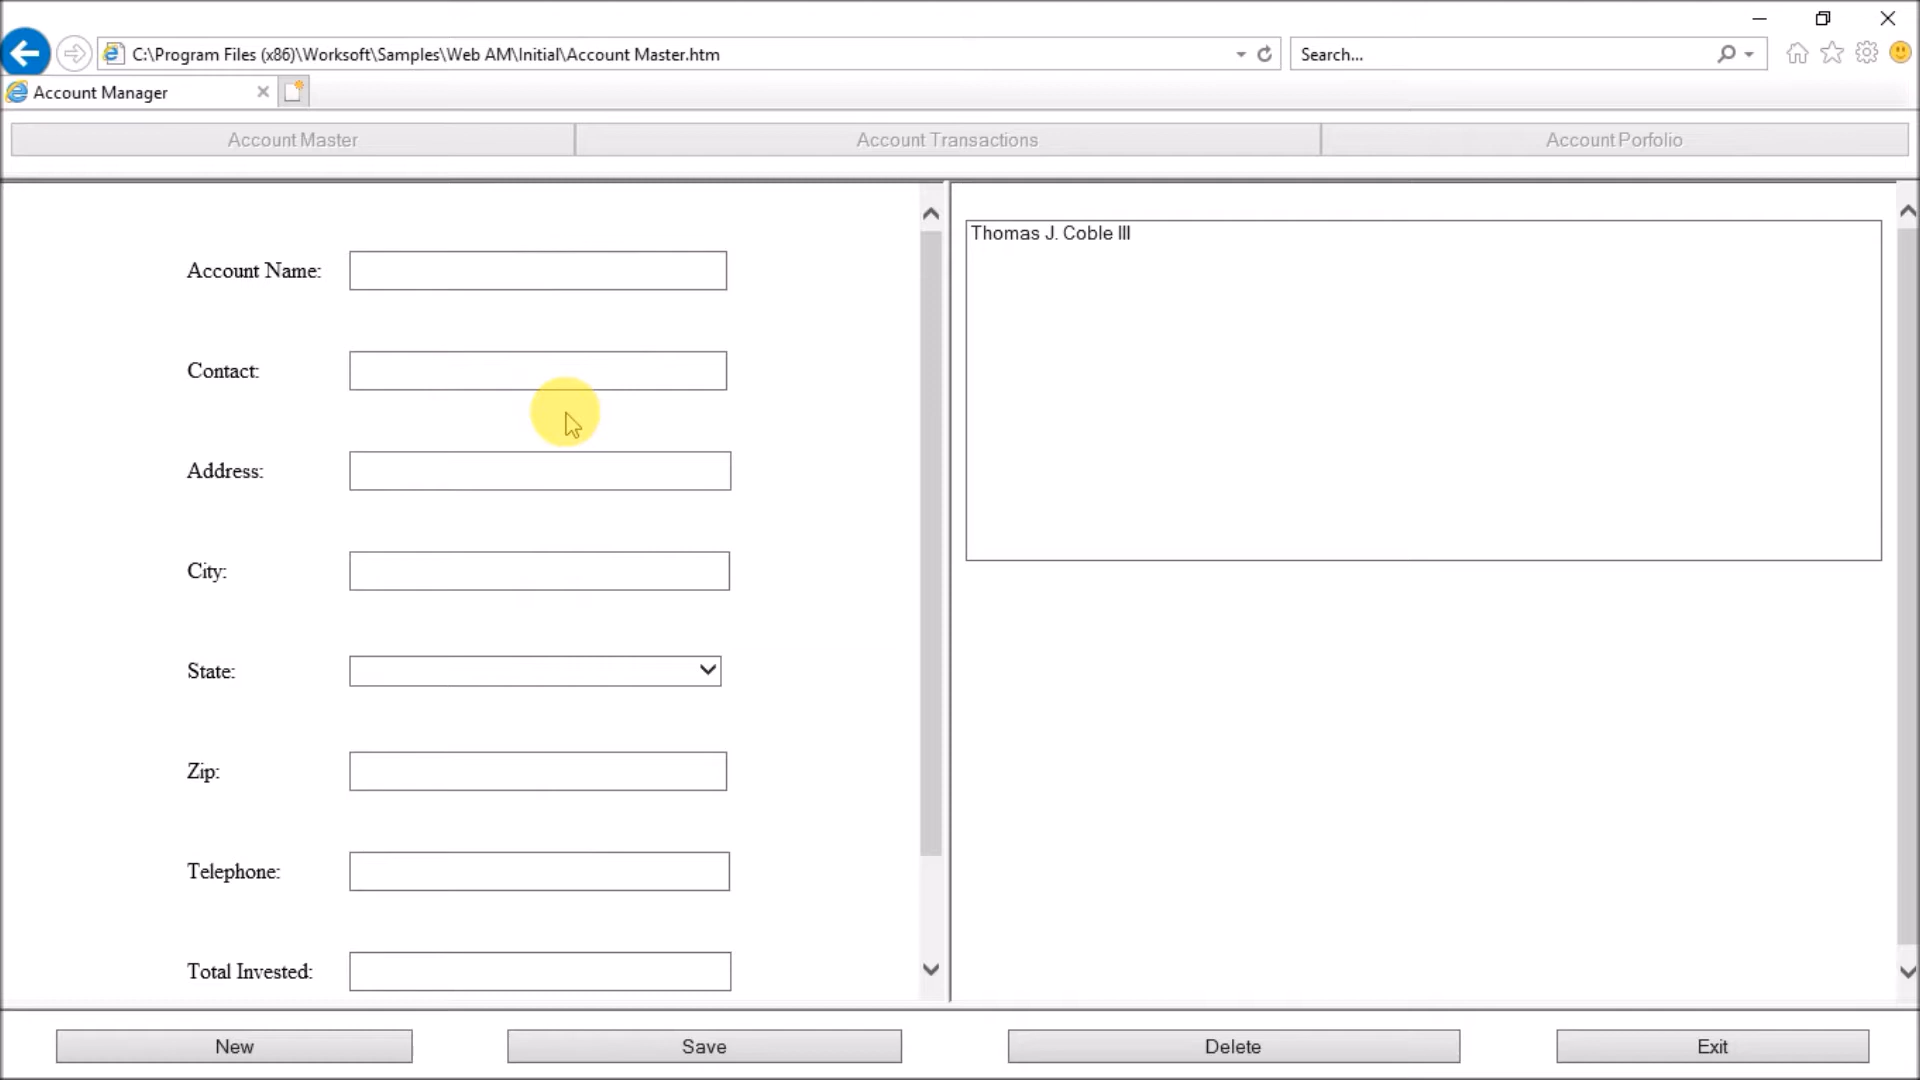 C:\Program Files (x86)\Worksoft\Samples\Web AM\Initial\Account Master.htm
Search...
Account Manager
Account Master
Account Transactions
Account Porfolio
Account Name:
Thomas J. Coble III
Contact:
Address:
City:
State:
Zip:
Telephone:
Total Invested:
New
Save
Delete
Exit